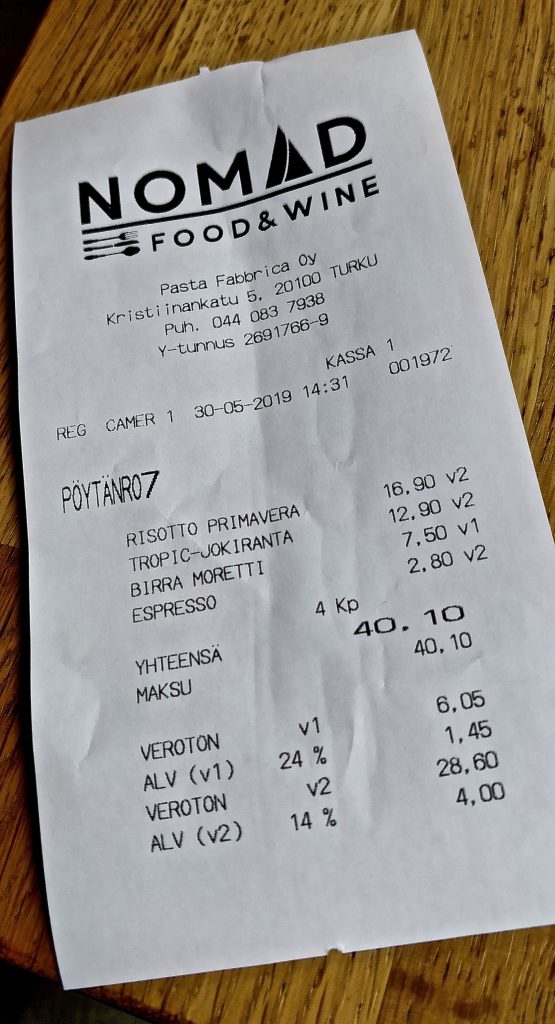 NOMAD
FOOD & WINE
Pasta Fabbrica Oy
Kristiinankatu 5, 20100 TURKU
Puh. 044 083 7938
Y-tunnus 2691766-9
KASSA 1
REG CAMER 1 30-05-2019 14:31 001972
PÖYTÄNRO7
RISOTTO PRIMAVERA 16,90 v2
TROPIC-JOKIRANTA 12,90 v2
BIRRA MORETTI 7,50 v1
ESPRESSO 2,80 v2
4 Kp
YHTEENSÄ 40.10
MAKSU 40,10
VEROTON v1 6,05
ALV (v1) 24 % 1,45
VEROTON v2 28,60
ALV (v2) 14 % 4,00